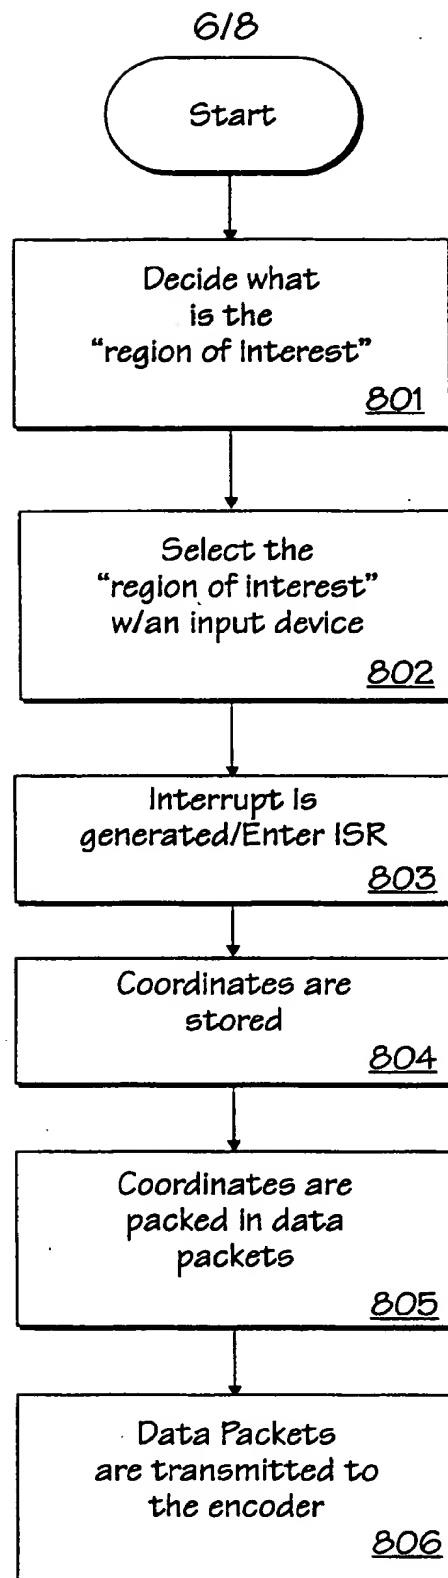 6/8
Start
Decide what
is the
“region of interest”
801
Select the
“region of interest”
w/an input device
802
Interrupt is
generated/Enter ISR
803
Coordinates are
stored
804
Coordinates are
packed in data
packets
805
Data Packets
are transmitted to
the encoder
806